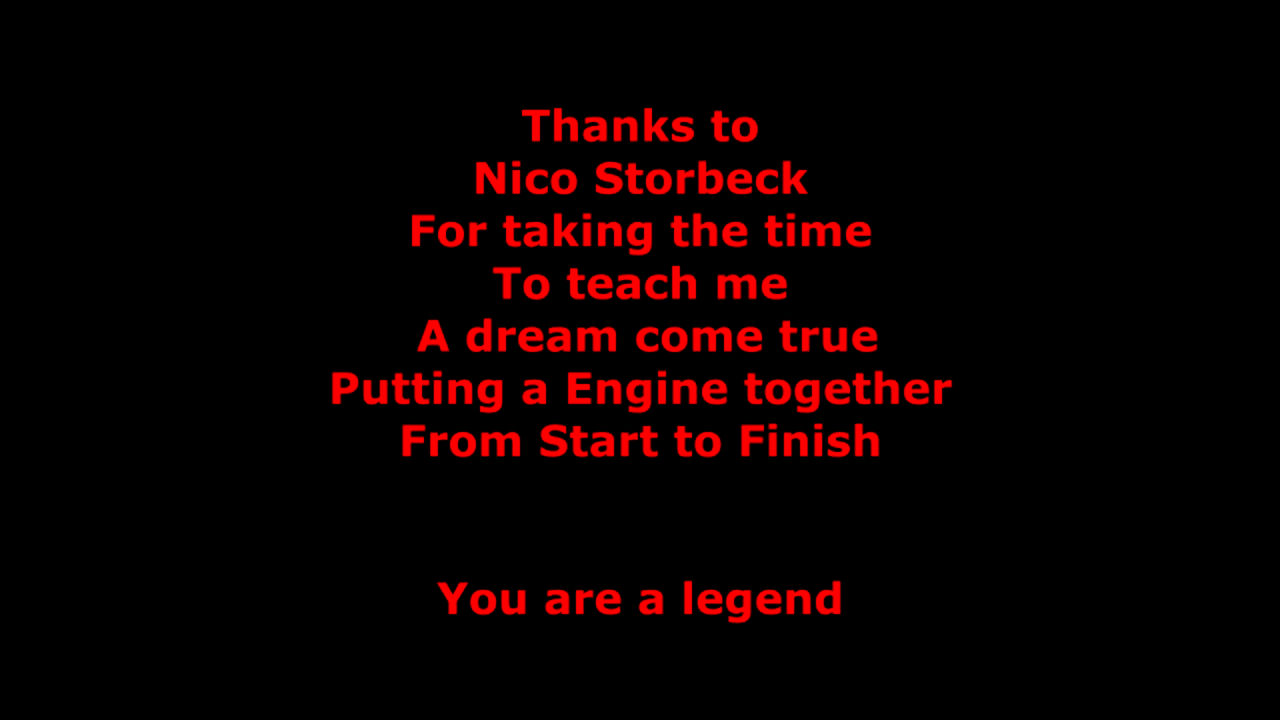 Thanks to
Nico Storbeck
For taking the time
To teach me
A dream come true
Putting a Engine together
From Start to Finish
You are a legend